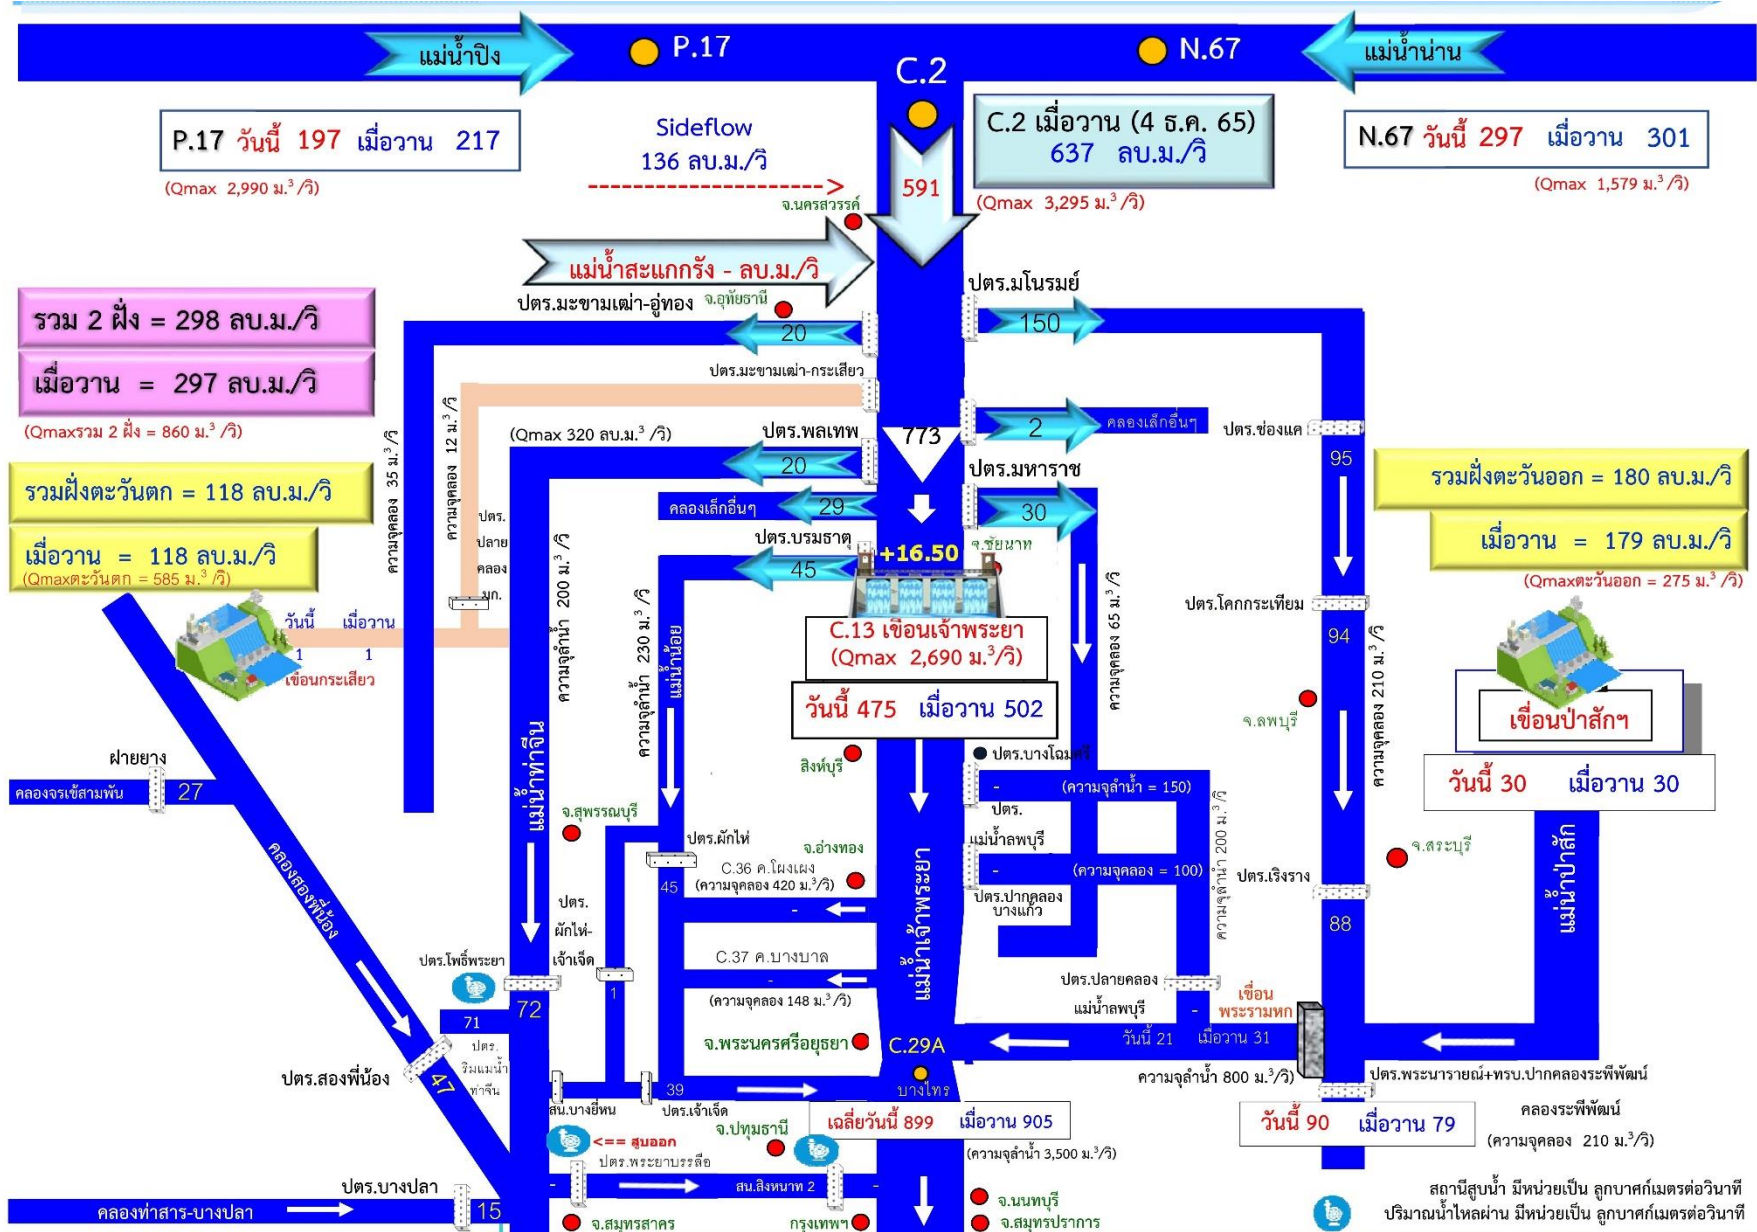 แม่น้ำปิง
P.17
C.2
N.67
แม่น้ำน่าน
P.17 วันนี้ 197 เมื่อวาน 217
(Qmax 2,990 ม.³/วิ)
Sideflow
136 ลบ.ม./วิ
591
C.2 เมื่อวาน (4 ธ.ค. 65)
637 ลบ.ม./วิ
(Qmax 3,295 ม.³/วิ)
N.67 วันนี้ 297 เมื่อวาน 301
(Qmax 1,579 ม.³/วิ)
จ.นครสวรรค์
แม่น้ำสะแกกรัง - ลบ.ม./วิ
รวม 2 ฝั่ง = 298 ลบ.ม./วิ
เมื่อวาน = 297 ลบ.ม./วิ
(Qmaxรวม 2 ฝั่ง = 860 ม.³/วิ)
รวมฝั่งตะวันตก = 118 ลบ.ม./วิ
เมื่อวาน = 118 ลบ.ม./วิ
(Qmaxตะวันตก = 585 ม.³/วิ)
ปตร.มะขามเฒ่า-อู่ทอง
จ.อุทัยธานี
20
ปตร.มโนรมย์
150
ปตร.มะขามเฒ่า-กระเสียว
ความจุคลอง 35 ม.³/วิ
ความจุคลอง 12 ม.³/วิ
(Qmax 320 ลบ.ม.³/วิ)
ปตร.พลเทพ
20
773
2
คลองเล็กอื่นๆ
ปตร.ช่องแค
95
รวมฝั่งตะวันออก = 180 ลบ.ม./วิ
เมื่อวาน = 179 ลบ.ม./วิ
(Qmaxตะวันออก = 275 ม.³/วิ)
คลองเล็กอื่นๆ
29
ปตร.มหาราช
30
ปตร.
ปลาย
คลอง
มก.
ปตร.บรมธาตุ
45
+16.50
จ.ชัยนาท
C.13 เขื่อนเจ้าพระยา
(Qmax 2,690 ม.³/วิ)
วันนี้ 475 เมื่อวาน 502
วันนี้ เมื่อวาน
1 1
เขื่อนกระเสียว
ความจุลำน้ำ 200 ม.³/วิ
ความจุลำน้ำ 230 ม.³/วิ
แม่น้ำน้อย
ความจุคลอง 65 ม.³/วิ
ปตร.โคกกระเทียม
94
ความจุคลอง 210 ม.³/วิ
จ.ลพบุรี
เขื่อนป่าสักฯ
วันนี้ 30 เมื่อวาน 30
ฝายยาง
คลองจรเข้สามพัน
27
แม่น้ำท่าจีน
จ.สุพรรณบุรี
สิงห์บุรี
ปตร.บางโฉมศรี
-
(ความจุลำน้ำ = 150)
ปตร.
แม่น้ำลพบุรี
-
(ความจุคลอง = 100)
ปตร.ปากคลอง
บางแก้ว
ความจุลำน้ำ 200 ม.³/วิ
ปตร.ผักไห่
จ.อ่างทอง
C.36 ค.โผงเผง
(ความจุคลอง 420 ม.³/วิ)
45
-
จ.สระบุรี
ปตร.เริงราง
88
แม่น้ำป่าสัก
คลองสองพี่น้อง
แม่น้ำเจ้าพระยา
ปตร.
ผักไห่-
เจ้าเจ็ด
1
C.37 ค.บางบาล
-
(ความจุคลอง 148 ม.³/วิ)
ปตร.โพธิ์พระยา
72
71
ปตร.
ริมแม่น้ำ
ท่าจีน
ปตร.ปลายคลอง
แม่น้ำลพบุรี
-
เขื่อน
พระรามหก
จ.พระนครศรีอยุธยา
C.29A
บางไทร
วันนี้ 21 เมื่อวาน 31
ความจุลำน้ำ 800 ม.³/วิ)
ปตร.พระนารายณ์+ทรบ.ปากคลองระพีพัฒน์
คลองระพีพัฒน์
(ความจุคลอง 210 ม.³/วิ)
วันนี้ 90 เมื่อวาน 79
ปตร.สองพี่น้อง
47
สน.บางยี่หน
39
ปตร.เจ้าเจ็ด
เฉลี่ยวันนี้ 899 เมื่อวาน 905
(ความจุลำน้ำ 3,500 ม.³/วิ)
จ.ปทุมธานี
<== สูบออก
ปตร.พระยาบรรลือ
-
สน.สิงหนาท 2
-
ปตร.บางปลา
คลองท่าสาร-บางปลา
15
จ.สมุทรสาคร
กรุงเทพฯ
จ.นนทบุรี
จ.สมุทรปราการ
สถานีสูบน้ำ มีหน่วยเป็น ลูกบาศก์เมตรต่อวินาที
ปริมาณน้ำไหลผ่าน มีหน่วยเป็น ลูกบาศก์เมตรต่อวินาที